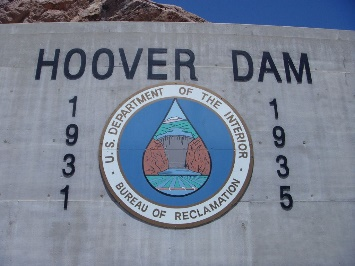 HOOVER DAM
1931
1935
U.S. DEPARTMENT OF THE INTERIOR
BUREAU OF RECLAMATION